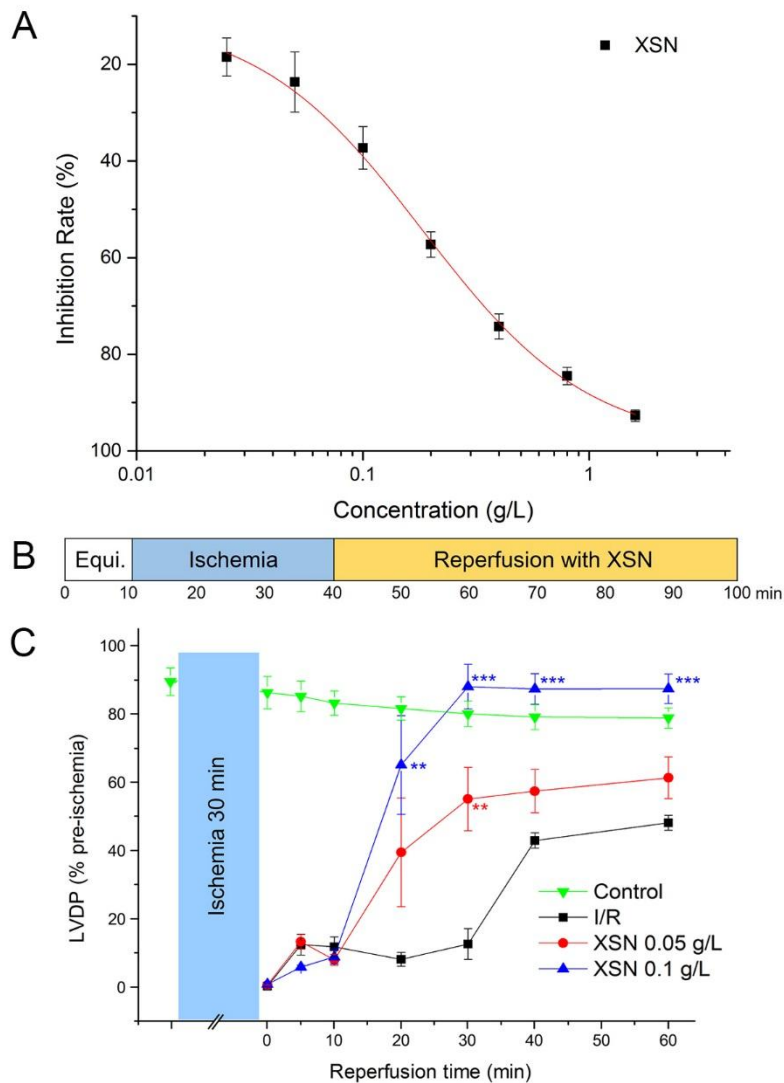 A
XSN
20
40
60
80
100
Inhibition Rate (%)
0.01
0.1
1
Concentration (g/L)
B
Equi.
Ischemia
Reperfusion with XSN
0 10 20 30 40 50 60 70 80 90 100 min
C
100
80
60
40
20
0
LVDP (% pre-ischemia)
Ischemia 30 min
***
***
***
**
**
Control
I/R
XSN 0.05 g/L
XSN 0.1 g/L
0 10 20 30 40 50 60
Reperfusion time (min)